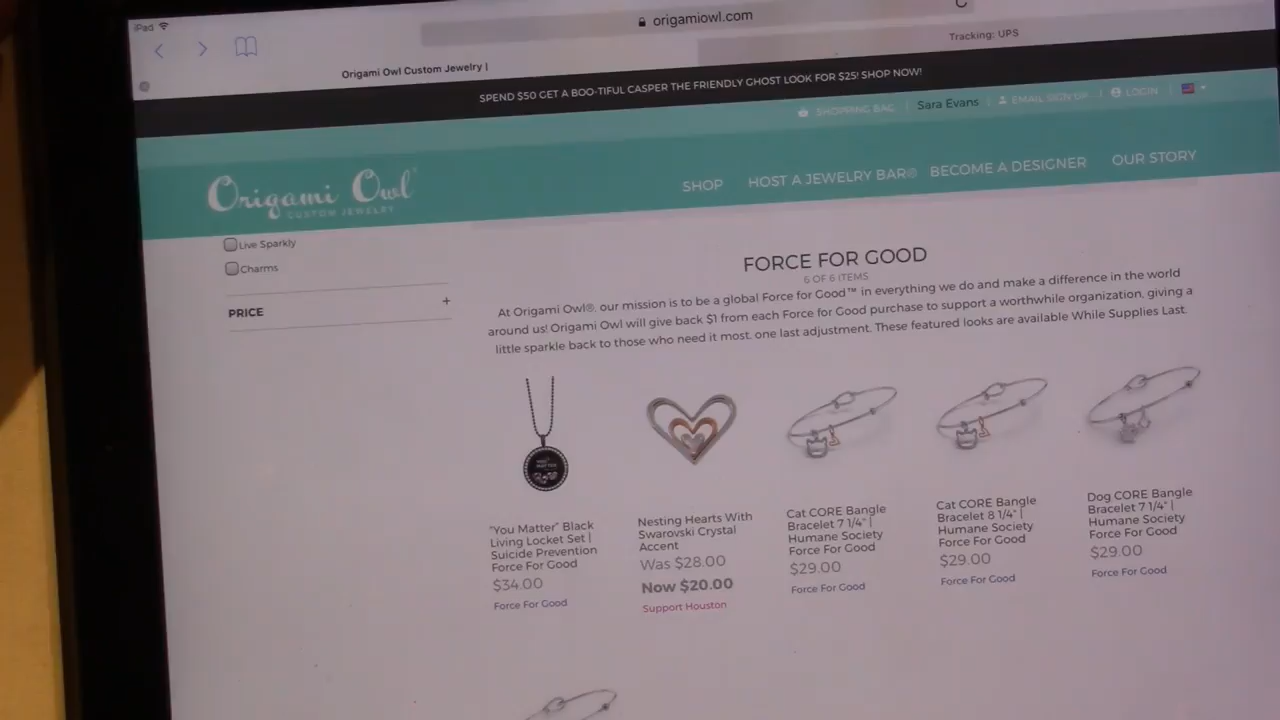 iPad
origamiowl.com
Tracking: UPS
Origami Owl Custom Jewelry |
SPEND $50 GET A BOO-TIFUL CASPER THE FRIENDLY GHOST LOOK FOR $25! SHOP NOW!
SHOPPING BAG | Sara Evans | EMAIL SIGN UP | LOGIN |
Origami Owl
CUSTOM JEWELRY
SHOP HOST A JEWELRY BAR® BECOME A DESIGNER OUR STORY
Live Sparkly
Charms
PRICE +
FORCE FOR GOOD
6 OF 6 ITEMS
At Origami Owl®, our mission is to be a global Force for Good™ in everything we do and make a difference in the world
around us! Origami Owl will give back $1 from each Force for Good purchase to support a worthwhile organization, giving a
little sparkle back to those who need it most. one last adjustment. These featured looks are available While Supplies Last.
"You Matter" Black
Living Locket Set |
Suicide Prevention
Force For Good
$34.00
Force For Good
Nesting Hearts With
Swarovski Crystal
Accent
Was $28.00
Now $20.00
Support Houston
Cat CORE Bangle
Bracelet 7 1/4" |
Humane Society
Force For Good
$29.00
Force For Good
Cat CORE Bangle
Bracelet 8 1/4" |
Humane Society
Force For Good
$29.00
Force For Good
Dog CORE Bangle
Bracelet 7 1/4" |
Humane Society
Force For Good
$29.00
Force For Good